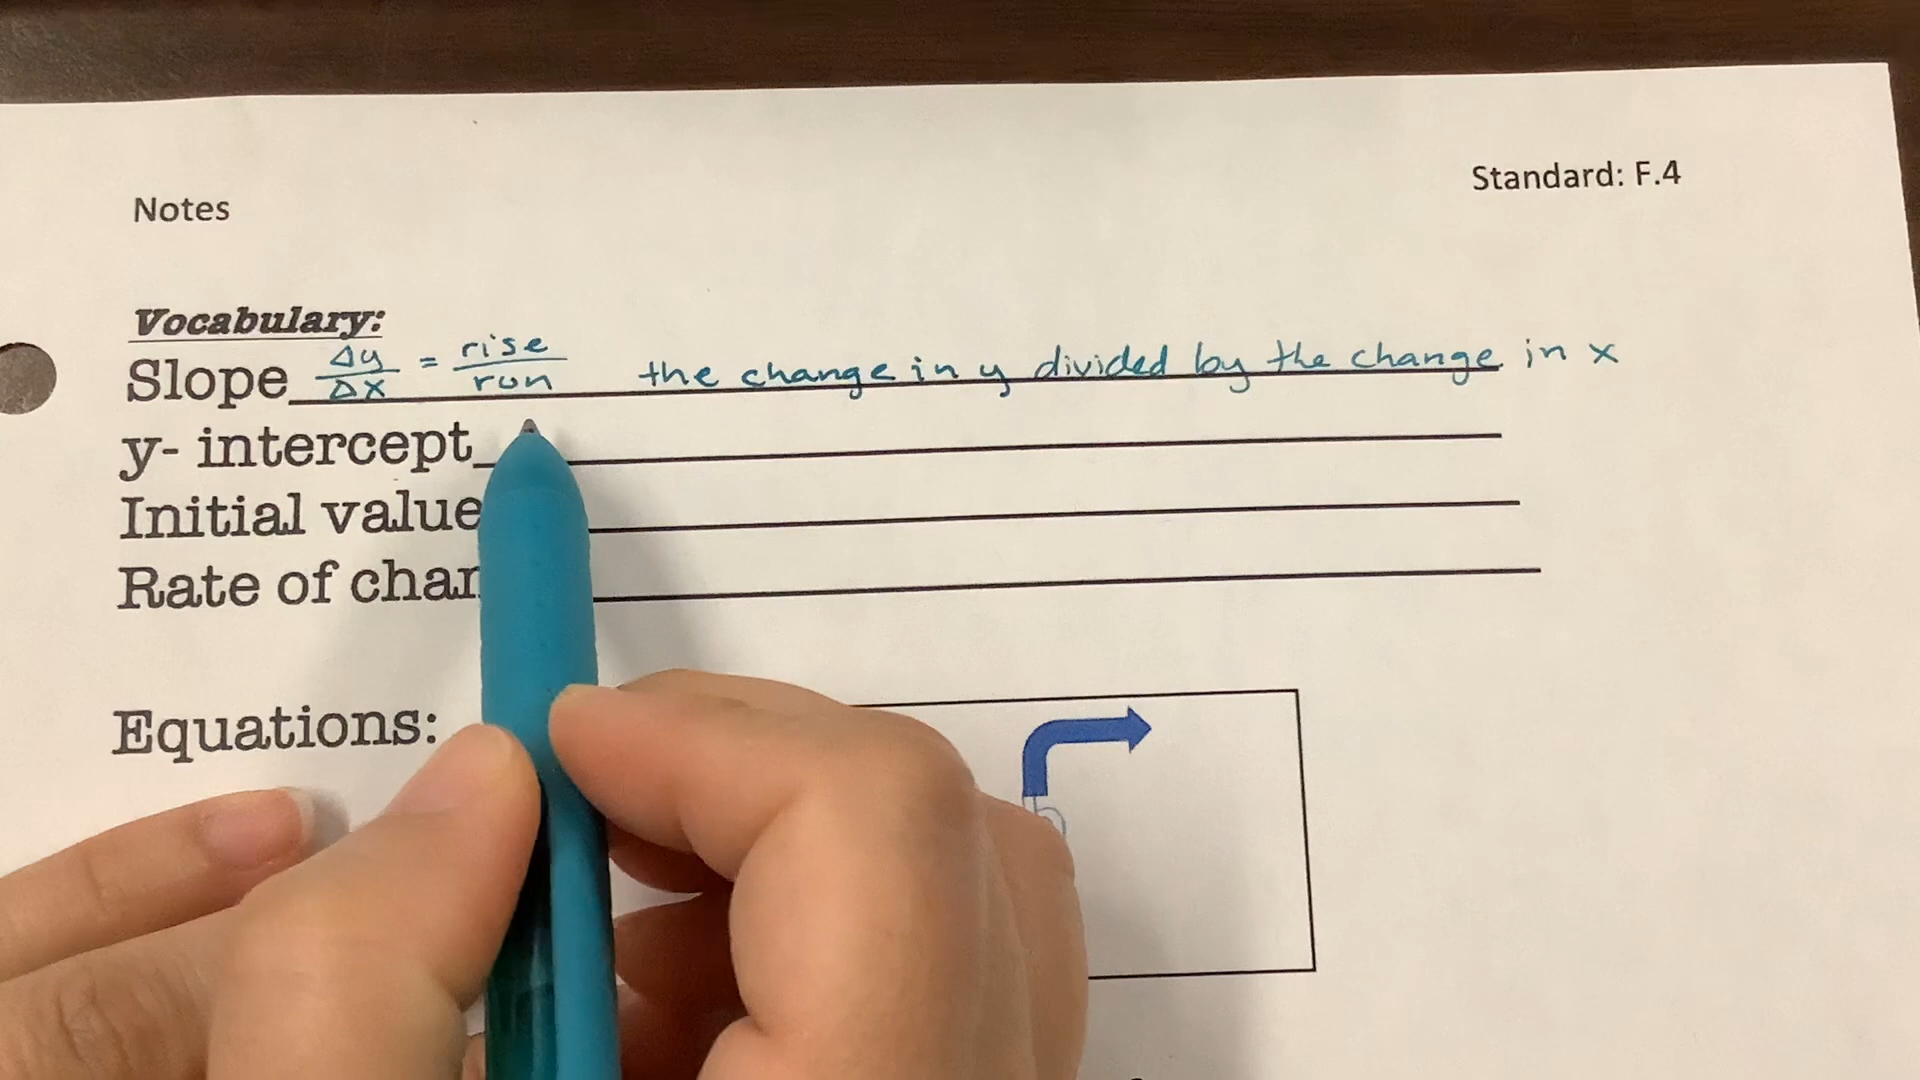 Notes
Standard: F.4
Vocabulary:
Slope Δy/Δx = rise/run the change in y divided by the change in x
y- intercept
Initial value
Rate of
Equations: